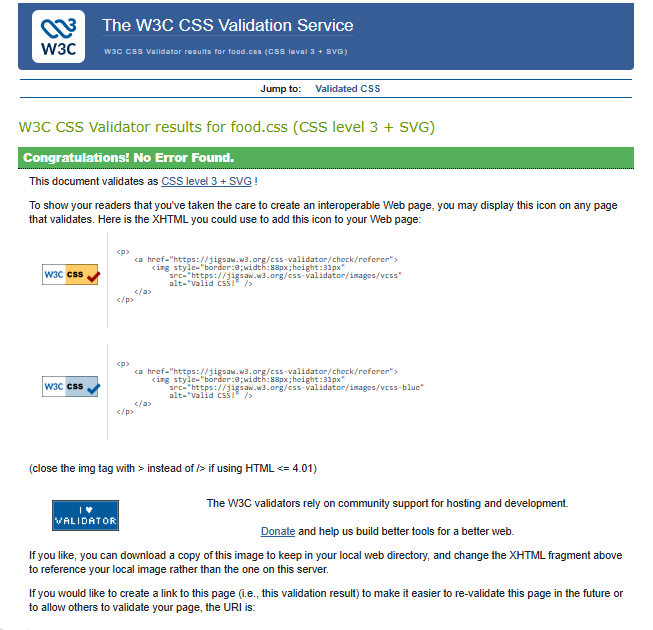 W3C
The W3C CSS Validation Service
W3C CSS Validator results for food.css (CSS level 3 + SVG)
Jump to: Validated CSS
W3C CSS Validator results for food.css (CSS level 3 + SVG)
Congratulations! No Error Found.
This document validates as CSS level 3 + SVG !
To show your readers that you've taken the care to create an interoperable Web page, you may display this icon on any page
that validates. Here is the XHTML you could use to add this icon to your Web page:
W3C css
<p>
<a href="https://jigsaw.w3.org/css-validator/check/referer">
<img style="border:0;width:88px;height:31px"
src="https://jigsaw.w3.org/css-validator/images/vcss"
alt="Valid CSS!" />
</a>
</p>
W3C css
<p>
<a href="https://jigsaw.w3.org/css-validator/check/referer">
<img style="border:0;width:88px;height:31px"
src="https://jigsaw.w3.org/css-validator/images/vcss-blue"
alt="Valid CSS!" />
</a>
</p>
(close the img tag with > instead of /> if using HTML <= 4.01)
I ♥
VALIDATOR
The W3C validators rely on community support for hosting and development.
Donate and help us build better tools for a better web.
If you like, you can download a copy of this image to keep in your local web directory, and change the XHTML fragment above
to reference your local image rather than the one on this server.
If you would like to create a link to this page (i.e., this validation result) to make it easier to re-validate this page in the future or
to allow others to validate your page, the URI is: